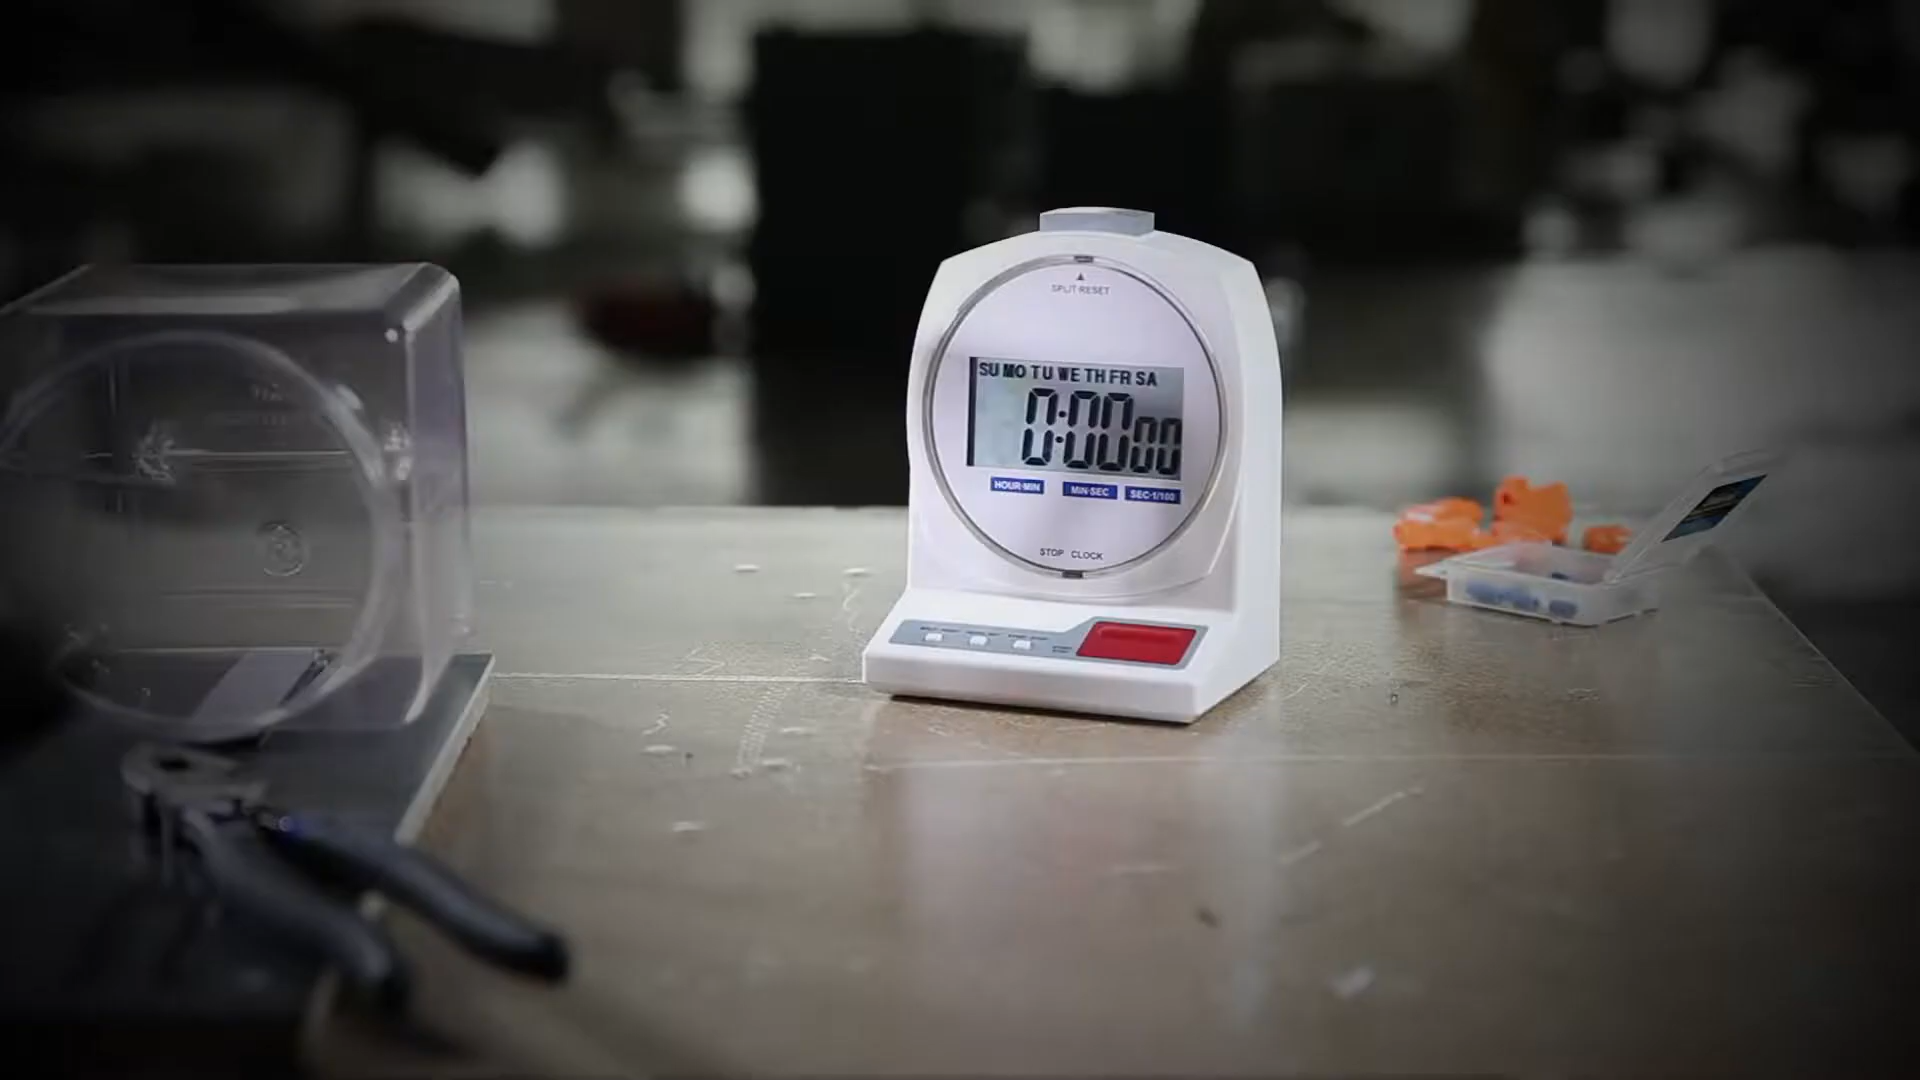 SPLIT·RESET
SU MO TU WE TH FR SA
0:00 00
HOUR·MIN MIN·SEC SEC·1/100
STOP CLOCK